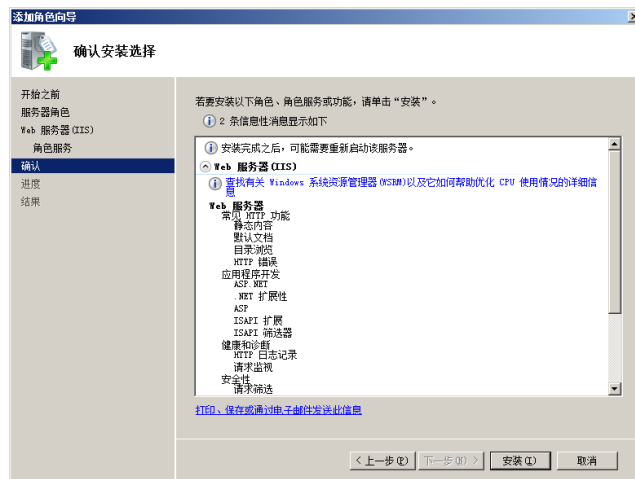 添加角色向导
确认安装选择
开始之前
服务器角色
Web 服务器(IIS)
角色服务
确认
进度
结果
若要安装以下角色、角色服务或功能，请单击“安装”。
2 条信息性消息显示如下
安装完成之后，可能需要重新启动该服务器。
Web 服务器(IIS)
查找有关 Windows 系统资源管理器(WSRM)以及它如何帮助优化 CPU 使用情况的详细信
息
Web 服务器
常见 HTTP 功能
静态内容
默认文档
目录浏览
HTTP 错误
应用程序开发
ASP.NET
.NET 扩展性
ASP
ISAPI 扩展
ISAPI 筛选器
健康和诊断
HTTP 日志记录
请求监视
安全性
请求筛选
打印、保存或通过电子邮件发送此信息
< 上一步(P)
下一步(N) >
安装(I)
取消